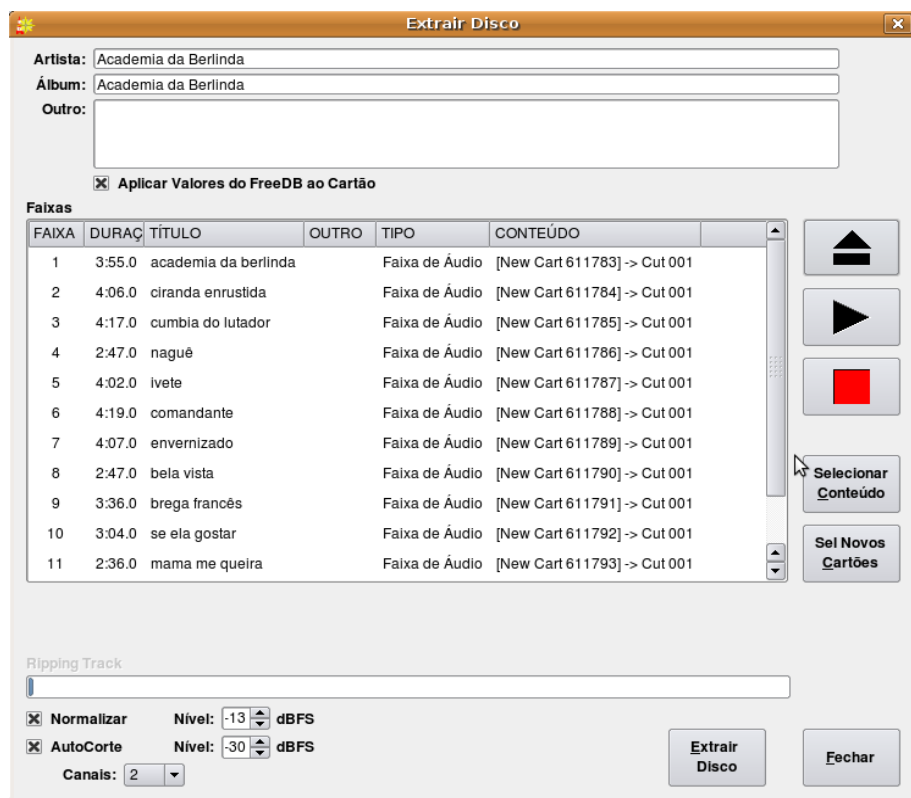 Extrair Disco
Artista: Academia da Berlinda
Álbum: Academia da Berlinda
Outro:
Aplicar Valores do FreeDB ao Cartão
Faixas
FAIXA DURAÇ TÍTULO OUTRO TIPO CONTEÚDO
1 3:55.0 academia da berlinda Faixa de Áudio [New Cart 611783] -> Cut 001
2 4:06.0 ciranda enrustida Faixa de Áudio [New Cart 611784] -> Cut 001
3 4:17.0 cumbia do lutador Faixa de Áudio [New Cart 611785] -> Cut 001
4 2:47.0 naguê Faixa de Áudio [New Cart 611786] -> Cut 001
5 4:02.0 ivete Faixa de Áudio [New Cart 611787] -> Cut 001
6 4:19.0 comandante Faixa de Áudio [New Cart 611788] -> Cut 001
7 4:07.0 envernizado Faixa de Áudio [New Cart 611789] -> Cut 001
8 2:47.0 bela vista Faixa de Áudio [New Cart 611790] -> Cut 001
9 3:36.0 brega francês Faixa de Áudio [New Cart 611791] -> Cut 001
10 3:04.0 se ela gostar Faixa de Áudio [New Cart 611792] -> Cut 001
11 2:36.0 mama me queira Faixa de Áudio [New Cart 611793] -> Cut 001
Selecionar
Conteúdo
Sel Novos
Cartões
Ripping Track
Normalizar Nível: -13 dBFS
AutoCorte Nível: -30 dBFS
Canais: 2
Extrair
Disco
Fechar